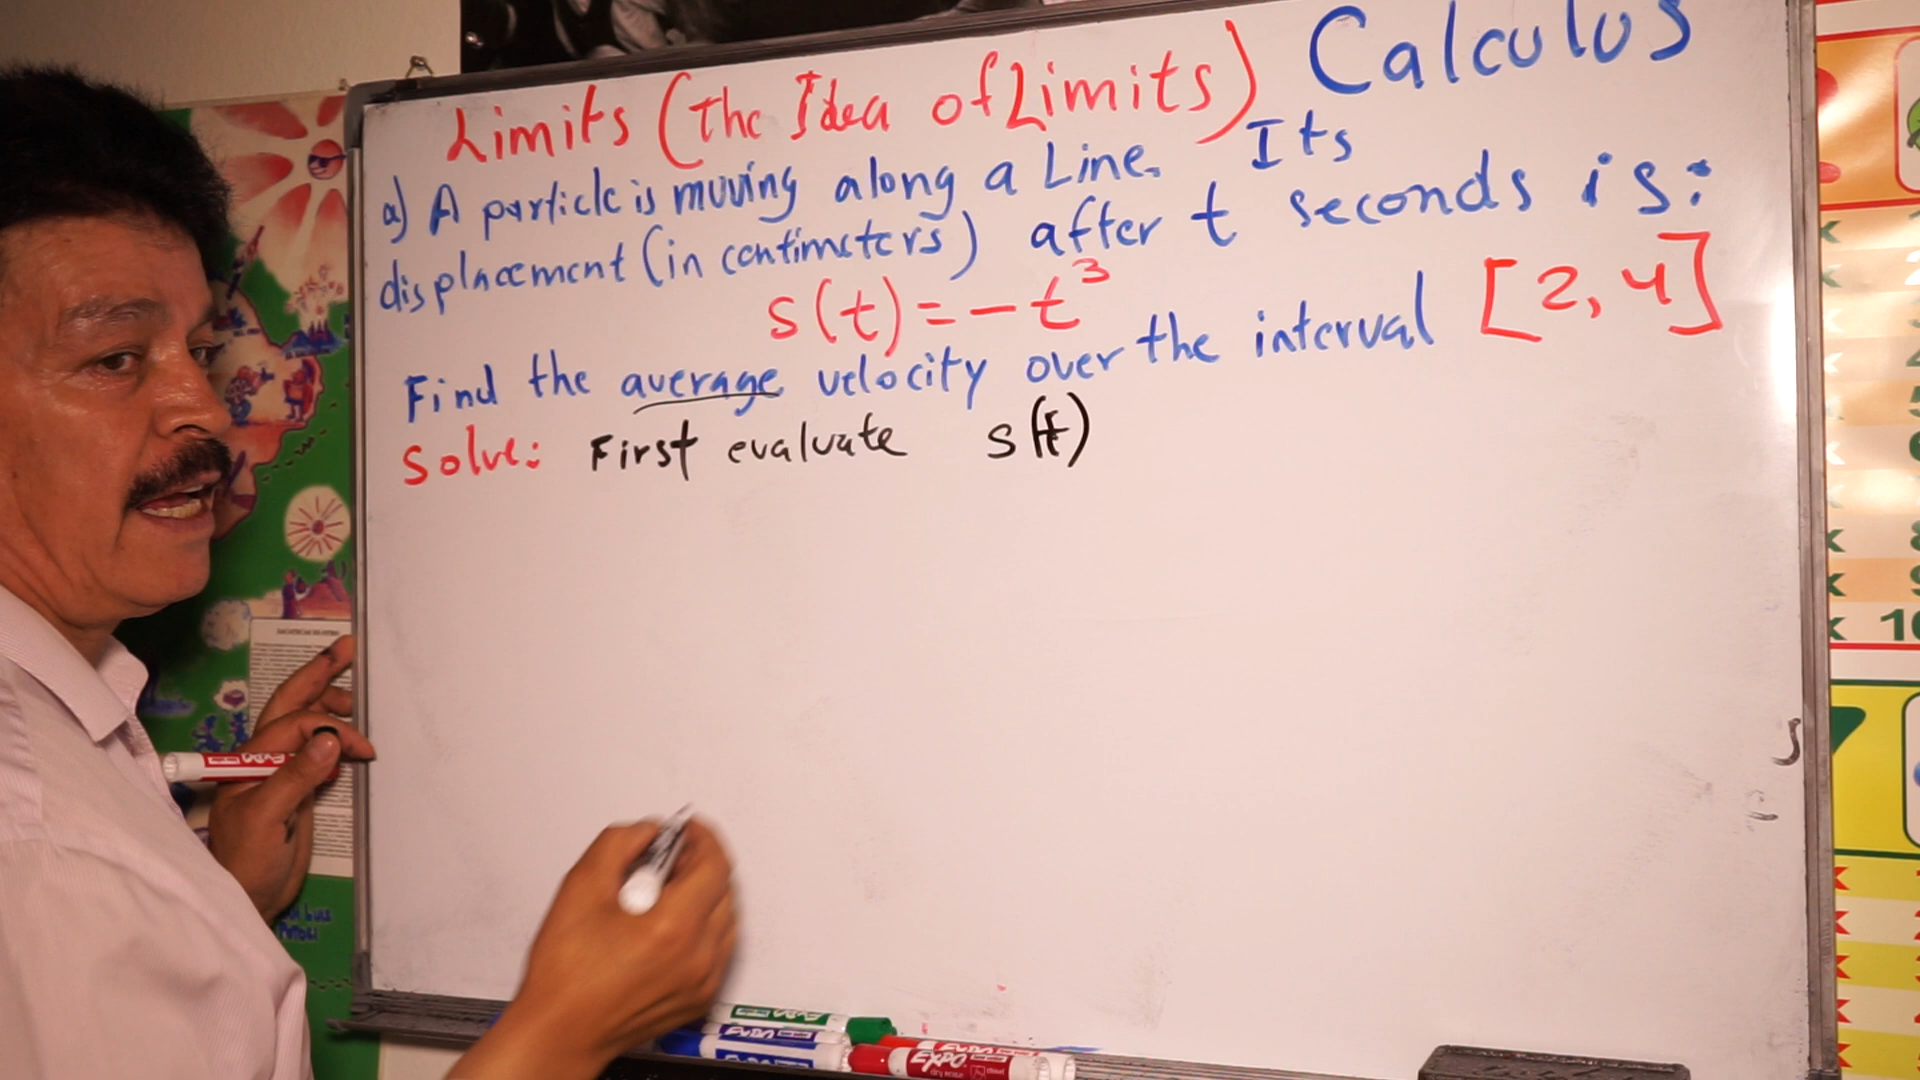 Limits (The Idea of Limits) Calculus
a) A particle is moving along a Line. Its
displacement (in centimeters) after t seconds is:
s(t) = -t³
Find the average velocity over the interval [2, 4]
Solve: First evaluate s(t)
EXPO